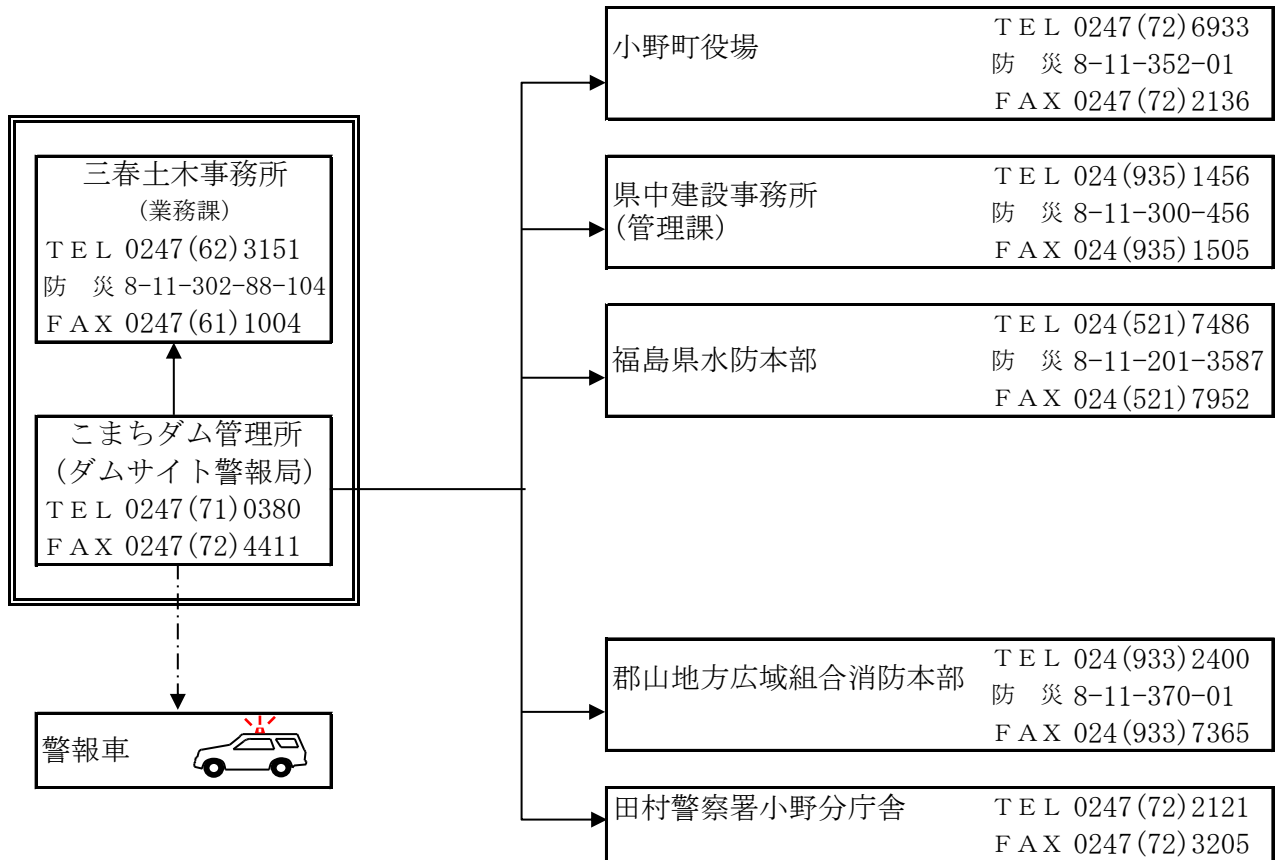 三春土木事務所
(業務課)
ＴＥＬ 0247(62)3151
防　災 8-11-302-88-104
ＦＡＸ 0247(61)1004
こまちダム管理所
(ダムサイト警報局)
ＴＥＬ 0247(71)0380
ＦＡＸ 0247(72)4411
警報車
小野町役場
ＴＥＬ 0247(72)6933
防　災 8-11-352-01
ＦＡＸ 0247(72)2136
県中建設事務所
(管理課)
ＴＥＬ 024(935)1456
防　災 8-11-300-456
ＦＡＸ 024(935)1505
福島県水防本部
ＴＥＬ 024(521)7486
防　災 8-11-201-3587
ＦＡＸ 024(521)7952
郡山地方広域組合消防本部
ＴＥＬ 024(933)2400
防　災 8-11-370-01
ＦＡＸ 024(933)7365
田村警察署小野分庁舎
ＴＥＬ 0247(72)2121
ＦＡＸ 0247(72)3205